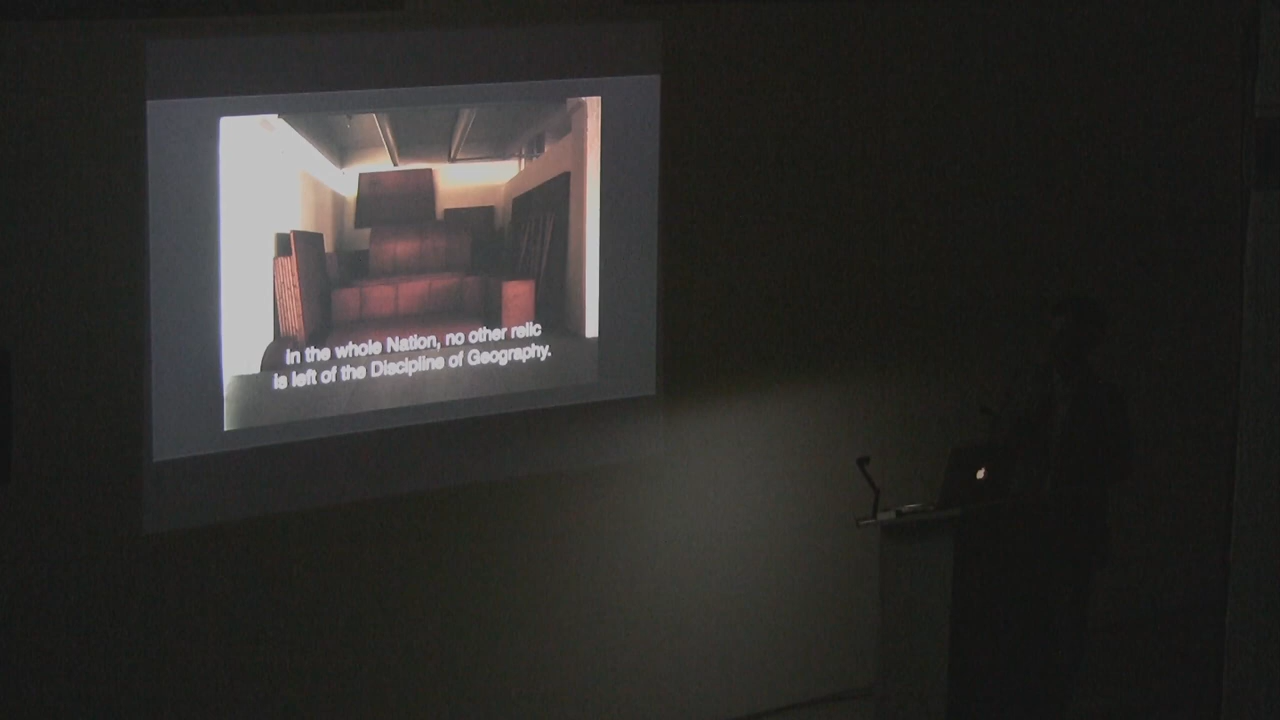 In the whole Nation, no other relic
is left of the Discipline of Geography.